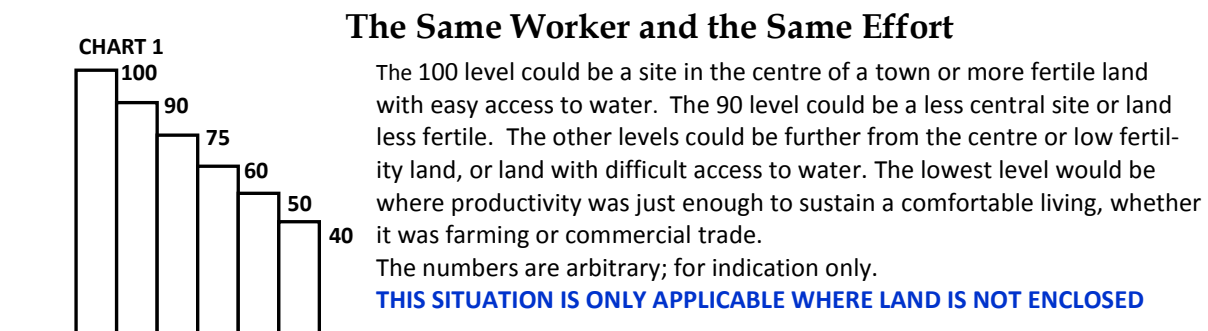 The Same Worker and the Same Effort
CHART 1
100
90
75
60
50
40
The 100 level could be a site in the centre of a town or more fertile land
with easy access to water. The 90 level could be a less central site or land
less fertile. The other levels could be further from the centre or low fertil-
ity land, or land with difficult access to water. The lowest level would be
where productivity was just enough to sustain a comfortable living, whether
it was farming or commercial trade.
The numbers are arbitrary; for indication only.
THIS SITUATION IS ONLY APPLICABLE WHERE LAND IS NOT ENCLOSED